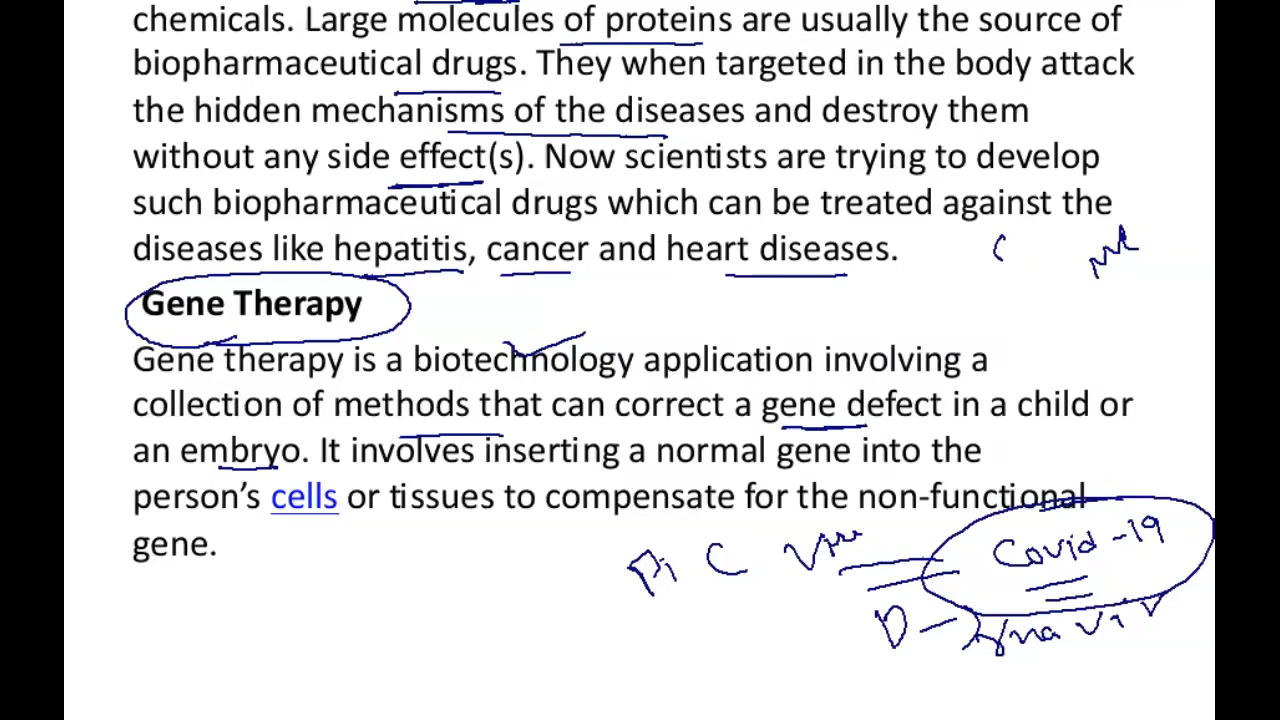 chemicals. Large molecules of proteins are usually the source of
biopharmaceutical drugs. They when targeted in the body attack
the hidden mechanisms of the diseases and destroy them
without any side effect(s). Now scientists are trying to develop
such biopharmaceutical drugs which can be treated against the
diseases like hepatitis, cancer and heart diseases.
Gene Therapy
Gene therapy is a biotechnology application involving a
collection of methods that can correct a gene defect in a child or
an embryo. It involves inserting a normal gene into the
person’s cells or tissues to compensate for the non-functional
gene.
Covid-19